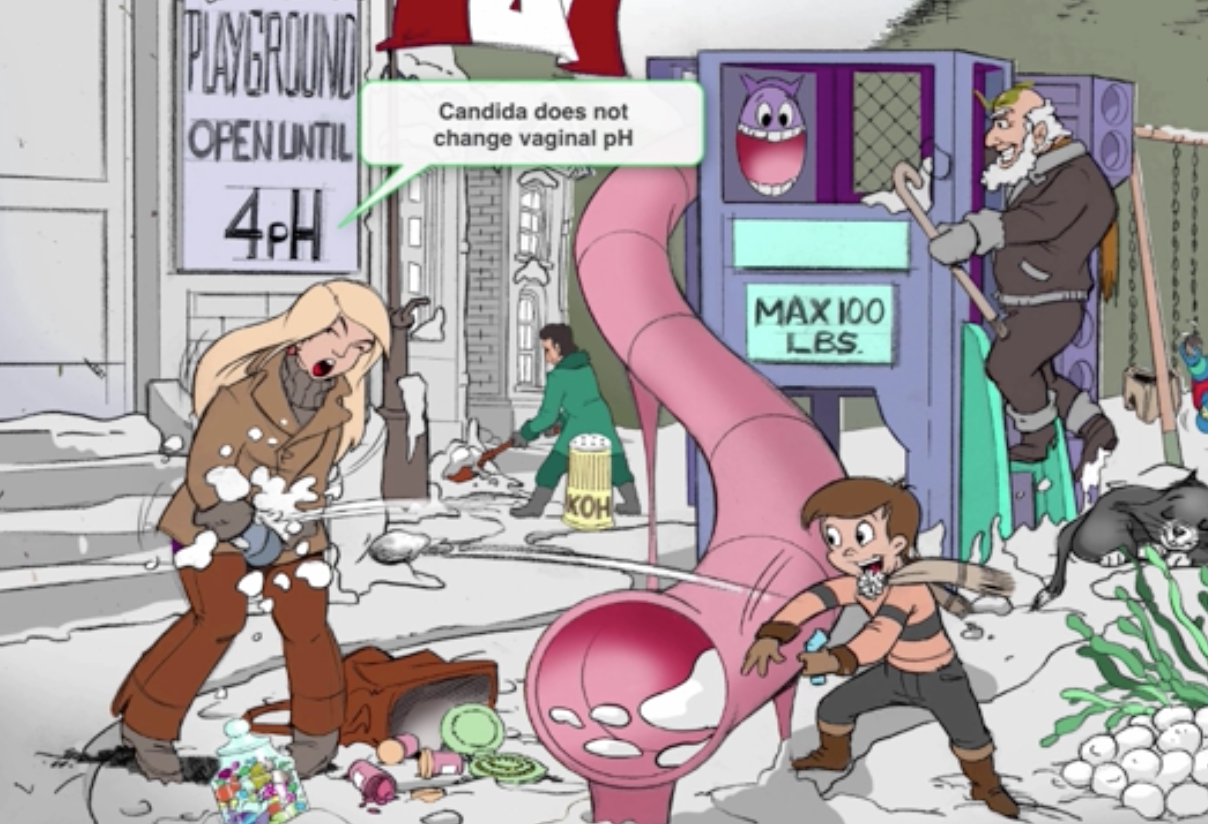 PLAYGROUND
OPEN UNTIL
4pH
Candida does not
change vaginal pH
MAX 100
LBS.
KOH